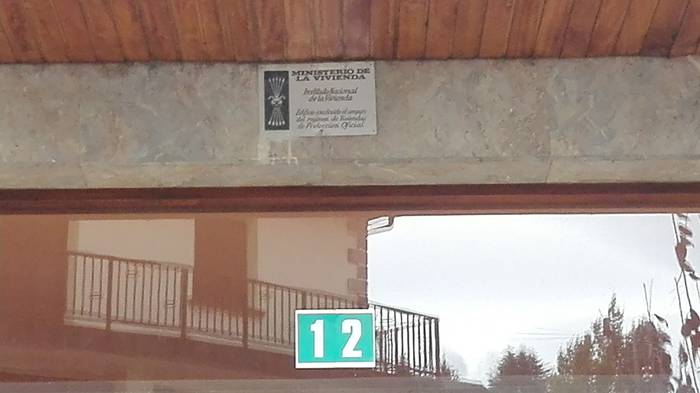 MINISTERIO DE
LA VIVIENDA
Instituto Nacional
de la Vivienda
Edificio construido al amparo
del régimen de Viviendas
de Protección Oficial
12